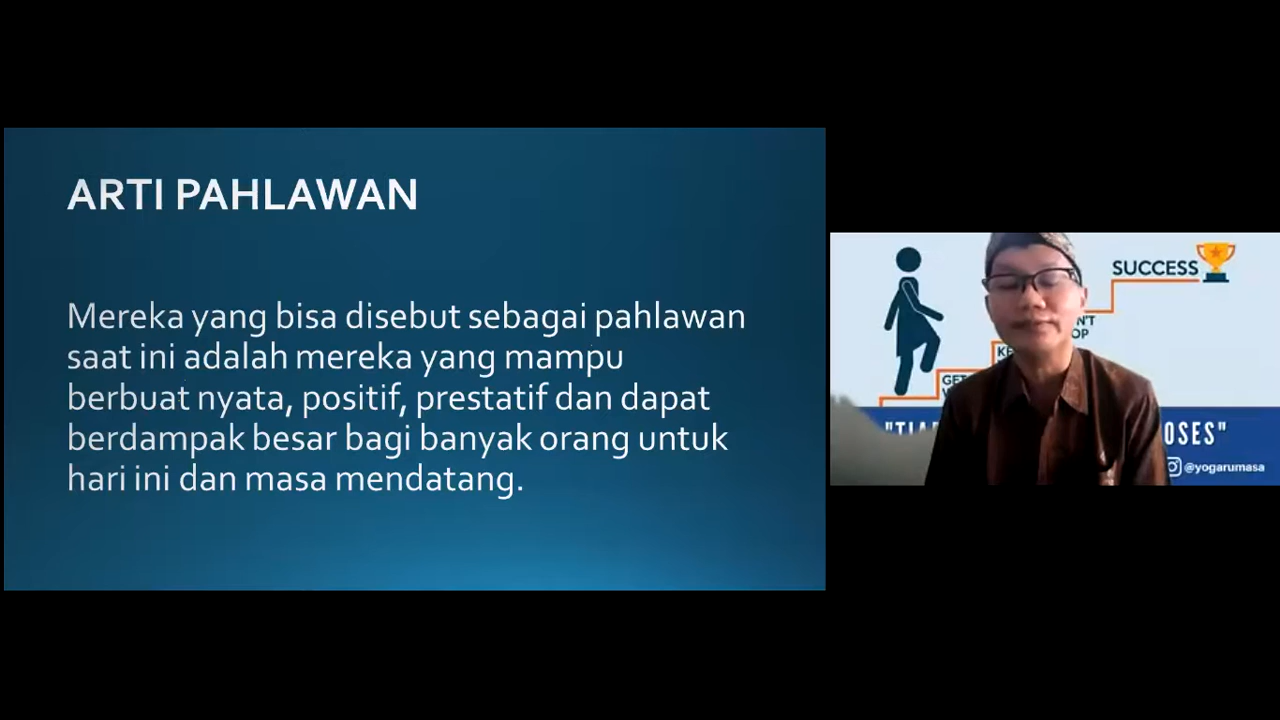 ARTI PAHLAWAN
Mereka yang bisa disebut sebagai pahlawan
saat ini adalah mereka yang mampu
berbuat nyata, positif, prestatif dan dapat
berdampak besar bagi banyak orang untuk
hari ini dan masa mendatang.
SUCCESS
@yogarumasa